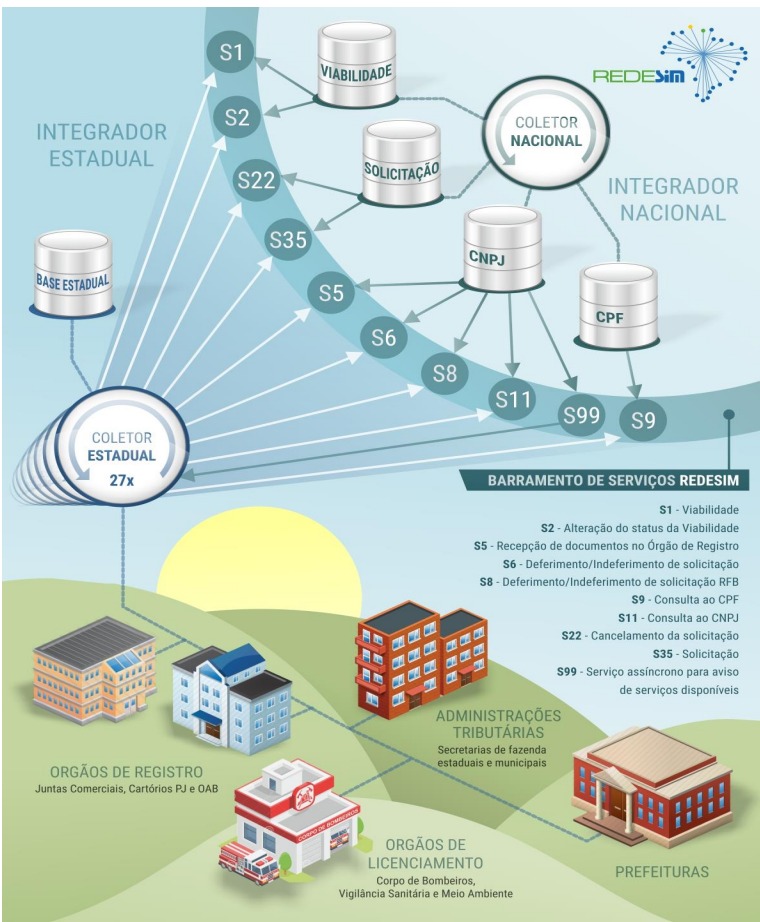 REDESIM
INTEGRADOR
ESTADUAL
S1
VIABILIDADE
COLETOR
NACIONAL
S2
SOLICITAÇÃO
S22
INTEGRADOR
NACIONAL
S35
BASE ESTADUAL
CNPJ
S5
CPF
S6
S8
S11
S99
S9
COLETOR
ESTADUAL
27x
BARRAMENTO DE SERVIÇOS REDESIM
S1 - Viabilidade
S2 - Alteração do status da Viabilidade
S5 - Recepção de documentos no Órgão de Registro
S6 - Deferimento/Indeferimento de solicitação
S8 - Deferimento/Indeferimento de solicitação RFB
S9 - Consulta ao CPF
S11 - Consulta ao CNPJ
S22 - Cancelamento da solicitação
S35 - Solicitação
S99 - Serviço assíncrono para aviso
de serviços disponíveis
ORGÃOS DE REGISTRO
Juntas Comerciais, Cartórios PJ e OAB
ADMINISTRAÇÕES
TRIBUTÁRIAS
Secretarias de fazenda
estaduais e municipais
CORPO DE BOMBEIROS
ORGÃOS DE
LICENCIAMENTO
Corpo de Bombeiros,
Vigilância Sanitária e Meio Ambiente
PREFEITURAS